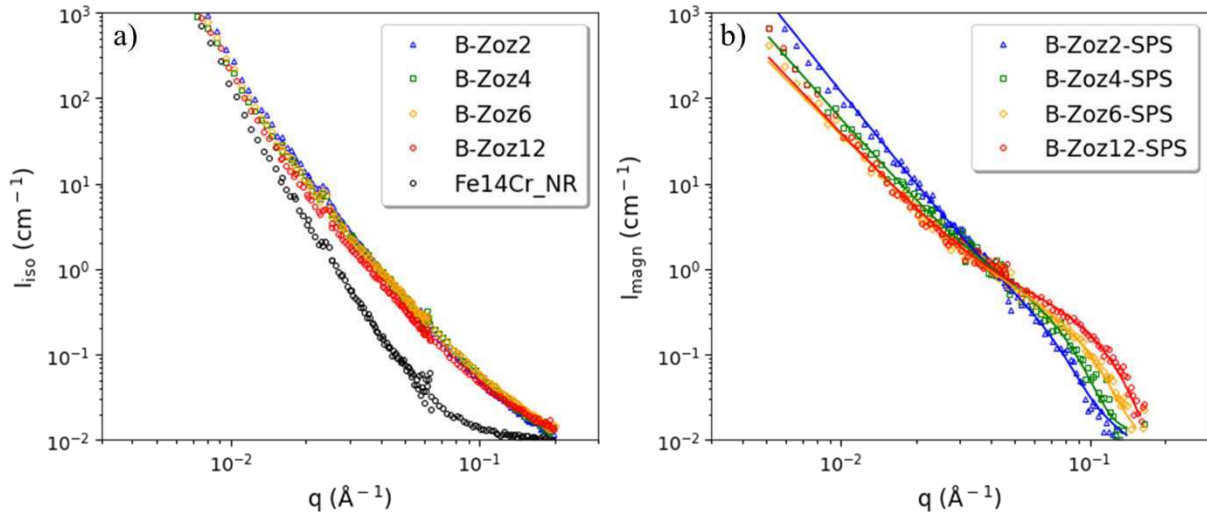 a)
B-Zoz2
B-Zoz4
B-Zoz6
B-Zoz12
Fe14Cr_NR
I_iso (cm⁻¹)
10³
10²
10¹
10⁰
10⁻¹
10⁻²
10⁻² 10⁻¹
q (Å⁻¹)
b)
B-Zoz2-SPS
B-Zoz4-SPS
B-Zoz6-SPS
B-Zoz12-SPS
I_magn (cm⁻¹)
10³
10²
10¹
10⁰
10⁻¹
10⁻²
10⁻² 10⁻¹
q (Å⁻¹)